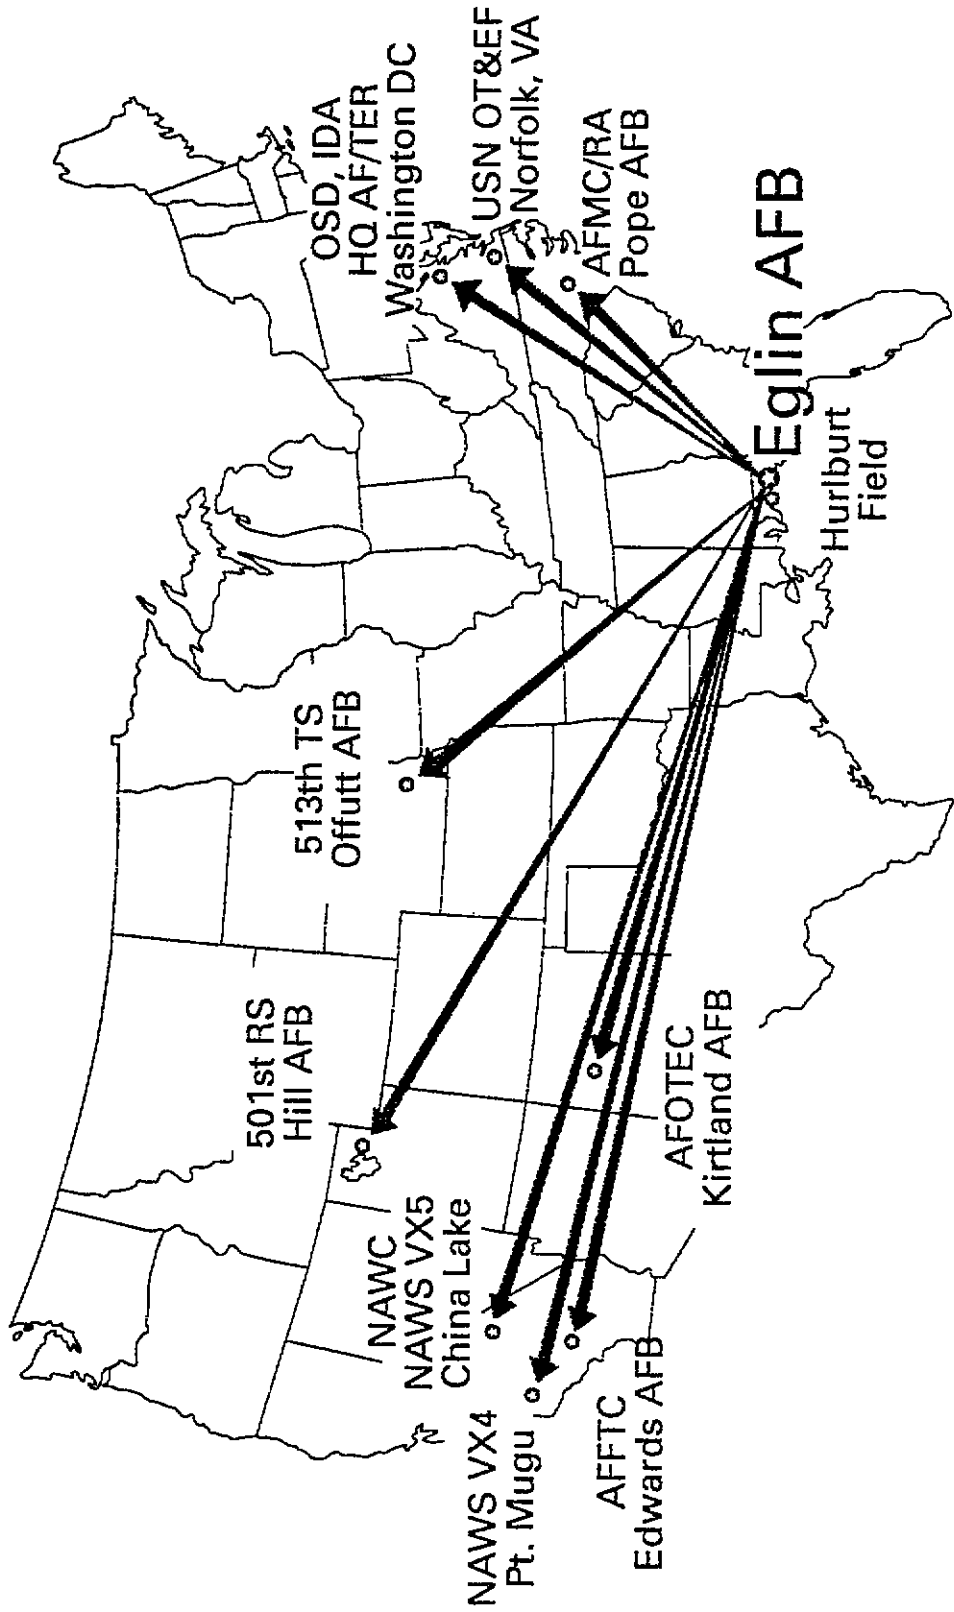 NAWS VX4
Pt. Mugu
NAWC
NAWS VX5
China Lake
AFFTC
Edwards AFB
501st RS
Hill AFB
AFOTEC
Kirtland AFB
513th TS
Offutt AFB
OSD, IDA
HQ AF/TER
Washington DC
USN OT&EF
Norfolk, VA
AFMC/RA
Pope AFB
Eglin AFB
Hurlburt
Field